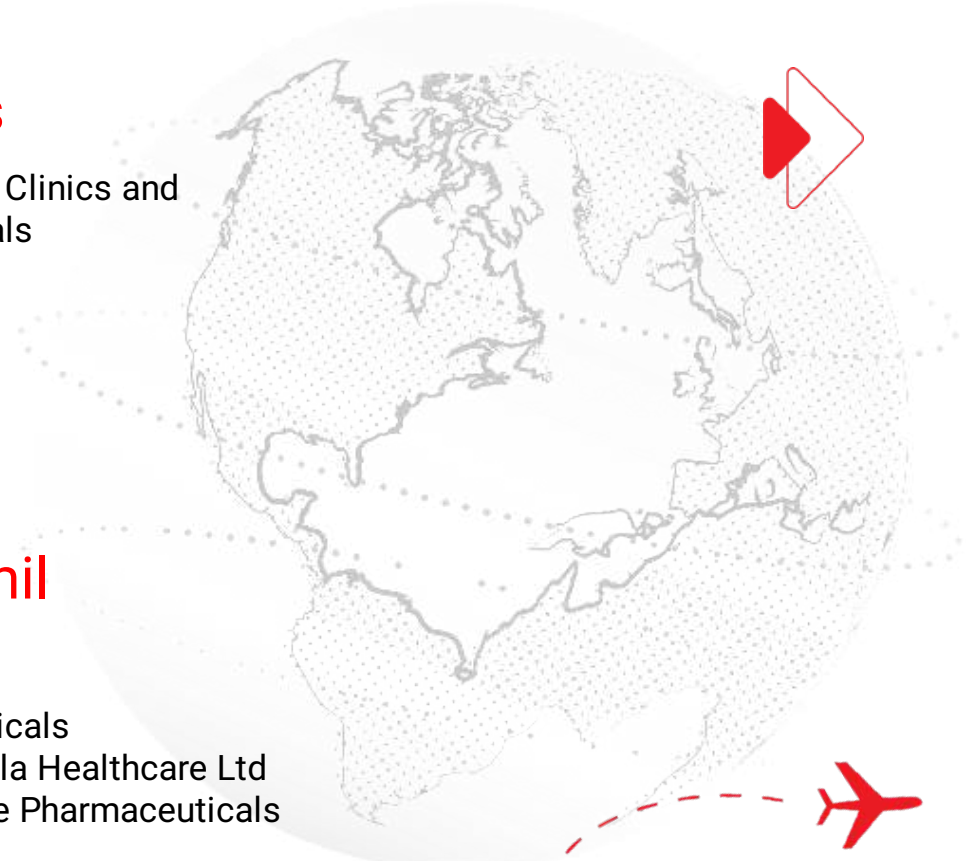 s
Clinics and
als
nil
icals
la Healthcare Ltd
e Pharmaceuticals